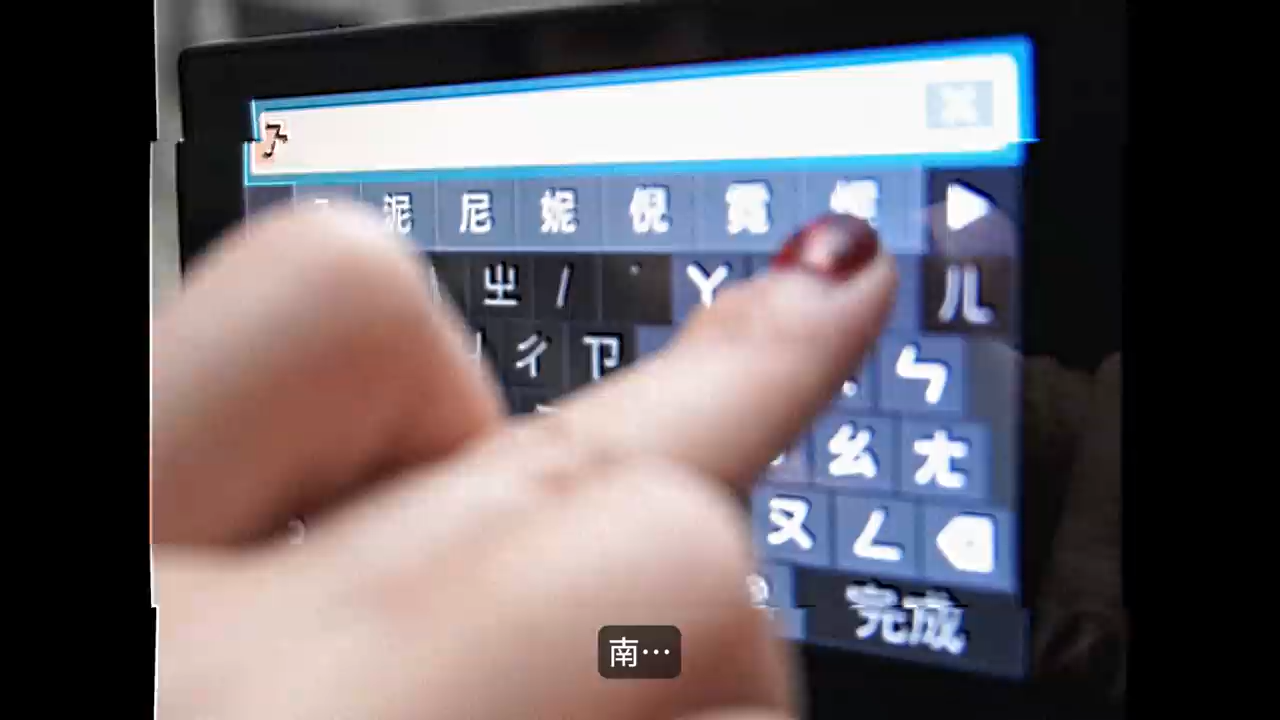 ㄋ
泥 尼 妮 倪 霓
ㄓ ˊ ˙ ㄚ ㄦ
ㄔ ㄗ ㄣ
ㄠ ㄤ
ㄡ ㄥ
完成
南⋯